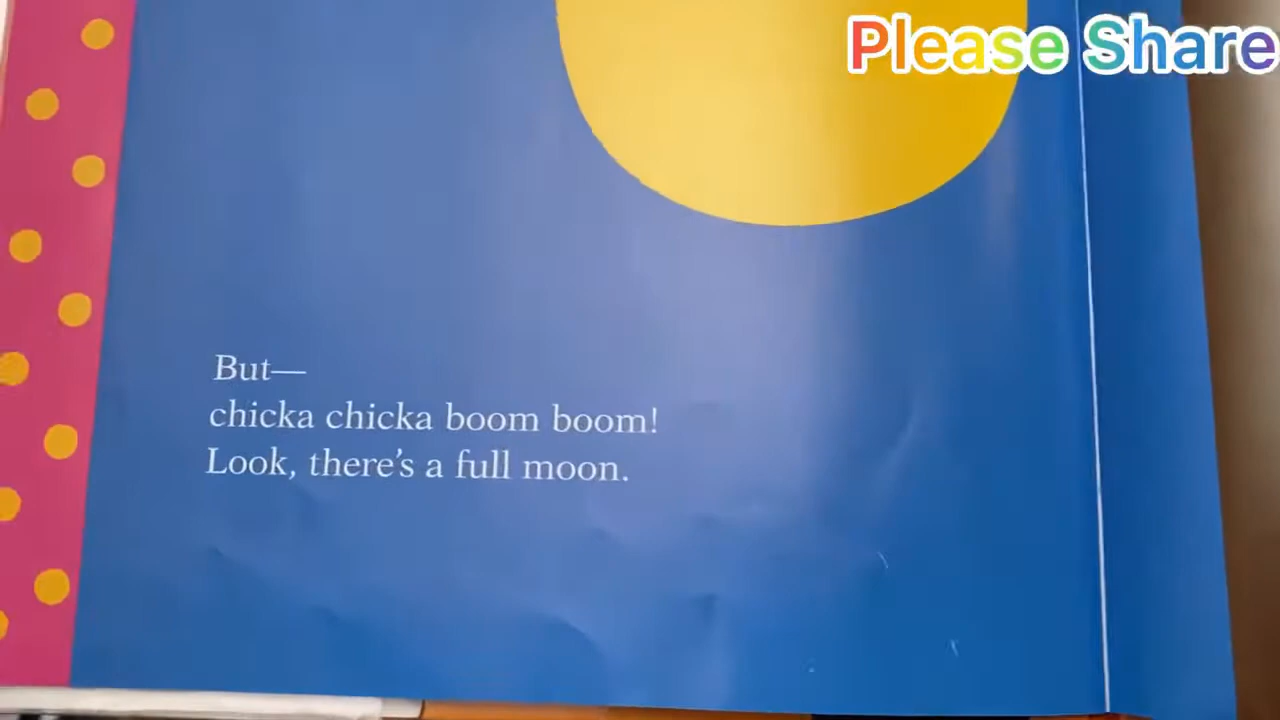 Please Share
But—
chicka chicka boom boom!
Look, there's a full moon.